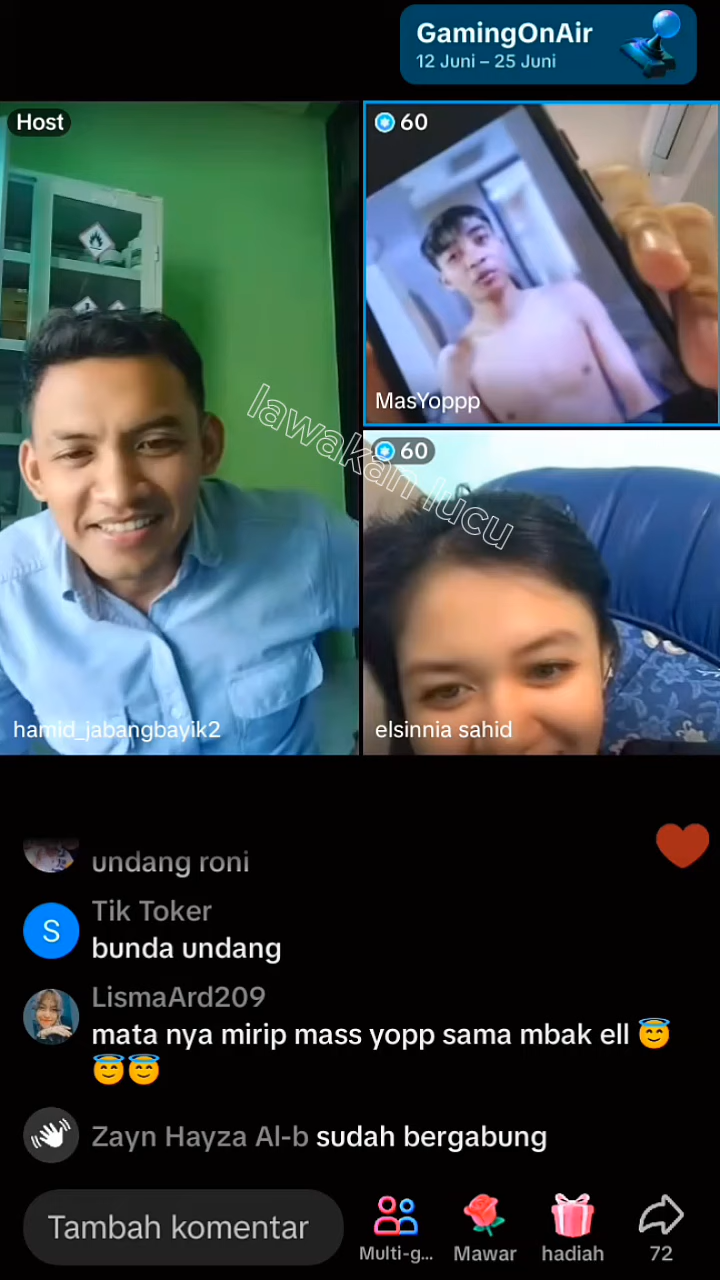 GamingOnAir
12 Juni – 25 Juni
Host
60
MasYoppp
lawakan lucu
60
hamid_jabangbayik2
elsinnia sahid
undang roni
S
Tik Toker
bunda undang
LismaArd209
mata nya mirip mass yopp sama mbak ell 😇
😇😇
Zayn Hayza Al-b sudah bergabung
Tambah komentar
Multi-g...
Mawar
hadiah
72